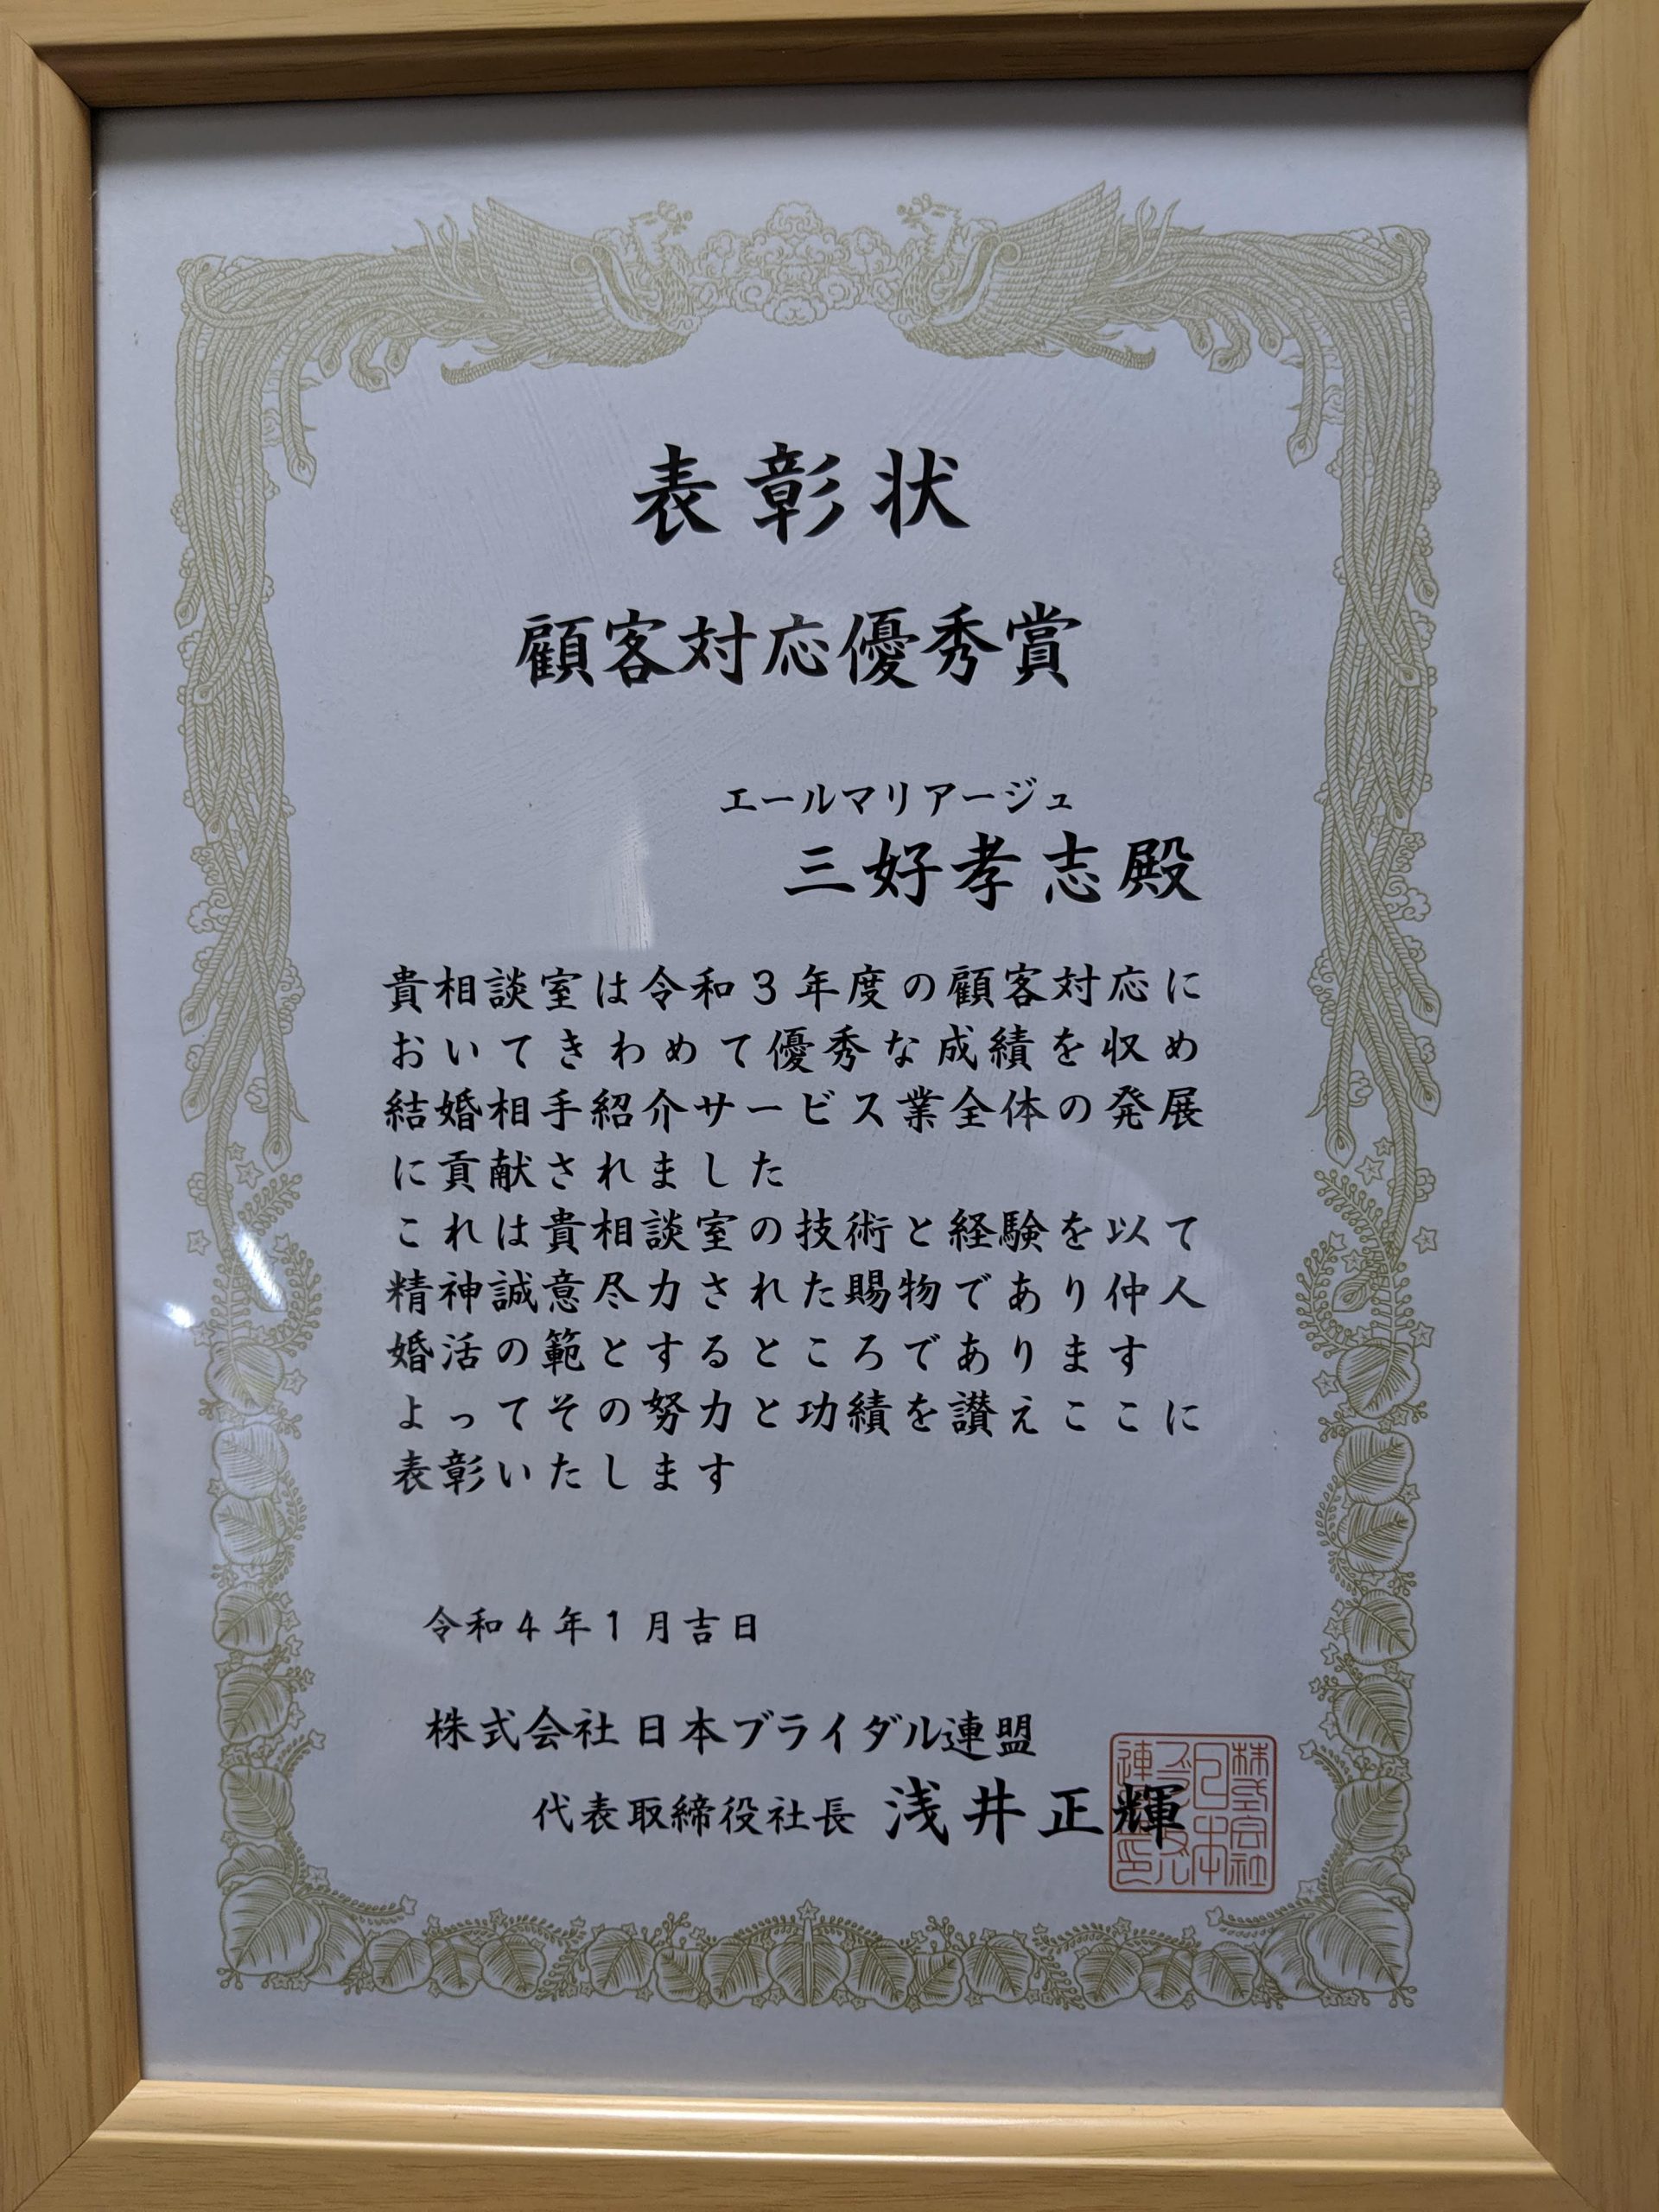 表彰状
顧客対応優秀賞
エールマリアージュ
三好孝志殿
貴相談室は令和3年度の顧客対応に
おいてきわめて優秀な成績を収め
結婚相手紹介サービス業全体の発展
に貢献されました
これは貴相談室の技術と経験を以て
精神誠意尽力された賜物であり仲人
婚活の範とするところであります
よってその努力と功績を讃えここに
表彰いたします
令和4年1月吉日
株式会社日本ブライダル連盟
代表取締役社長 浅井正輝